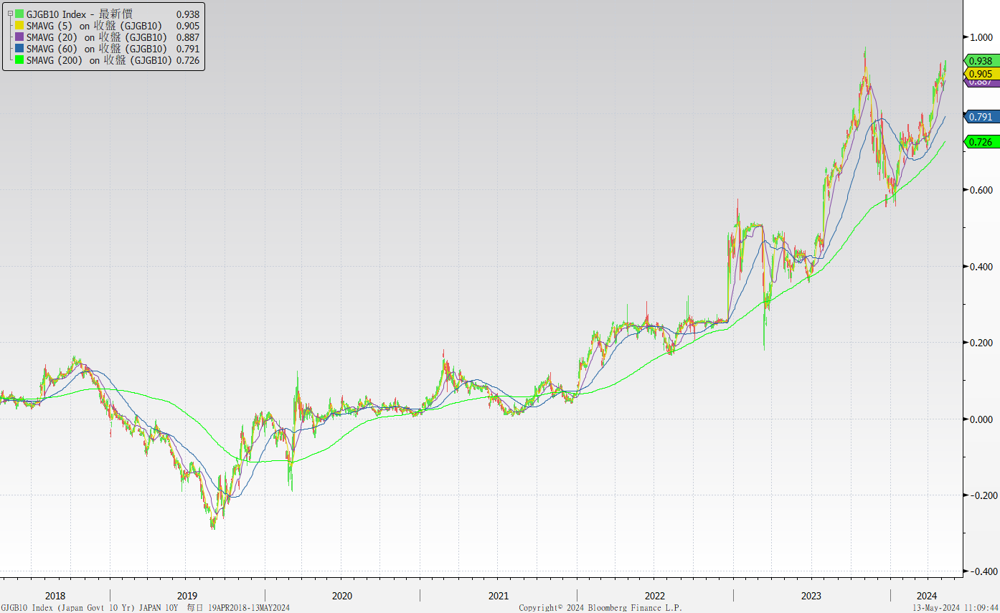 GJGB10 Index - 最新價 0.938
SMAVG (5) on 收盤 (GJGB10) 0.905
SMAVG (20) on 收盤 (GJGB10) 0.887
SMAVG (60) on 收盤 (GJGB10) 0.791
SMAVG (200) on 收盤 (GJGB10) 0.726
1.000
0.938
0.905
0.887
0.791
0.726
0.600
0.400
0.200
0.000
-0.200
-0.400
2018 2019 2020 2021 2022 2023 2024
GJGB10 Index (Japan Govt 10 Yr) JAPAN 10Y 每日 19APR2018-13MAY2024 Copyright© 2024 Bloomberg Finance L.P. 13-May-2024 11:09:44